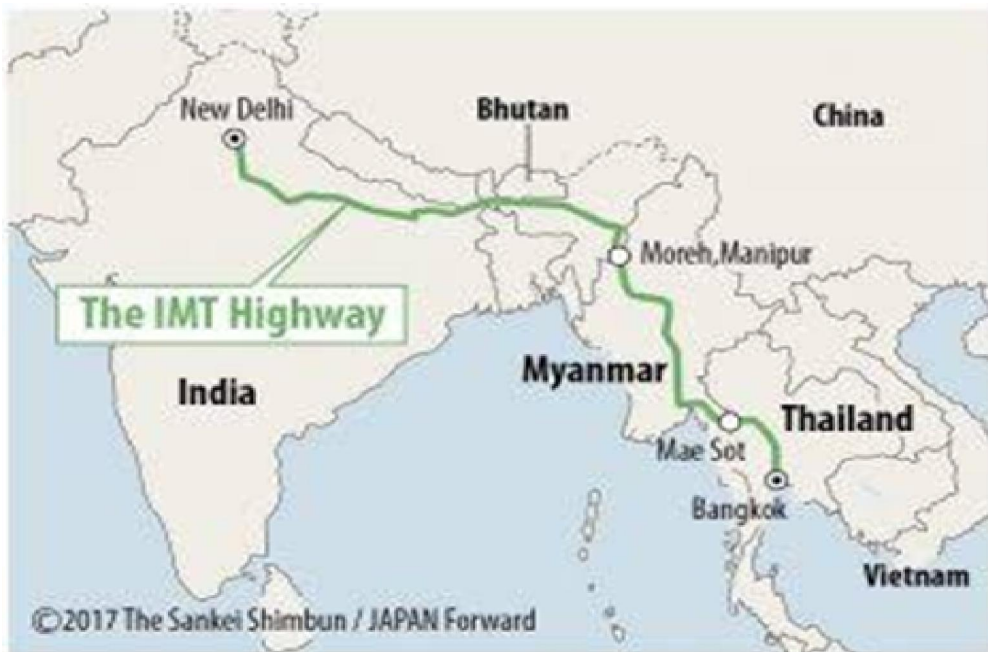 New Delhi
Bhutan
China
Moreh,Manipur
The IMT Highway
India
Myanmar
Thailand
Mae Sot
Bangkok
Vietnam
©2017 The Sankei Shimbun / JAPAN Forward